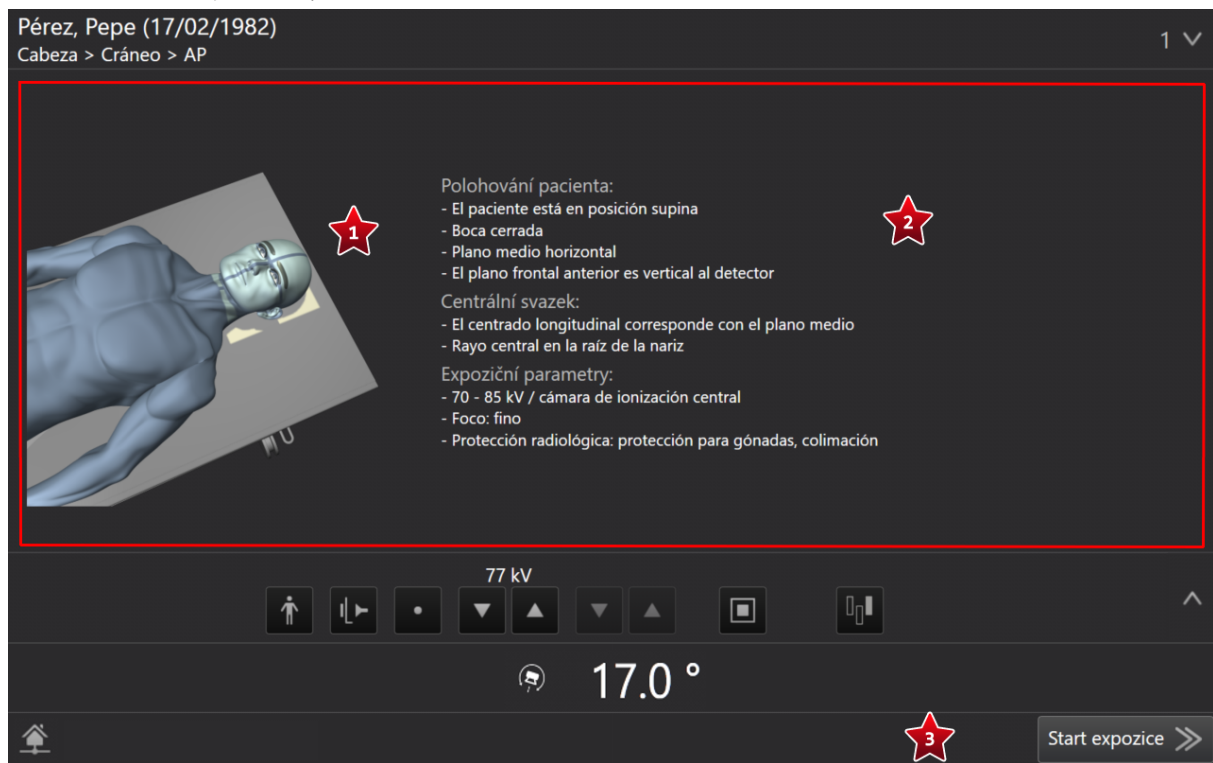 Pérez, Pepe (17/02/1982)
Cabeza > Cráneo > AP
1
1
2
Polohování pacienta:
- El paciente está en posición supina
- Boca cerrada
- Plano medio horizontal
- El plano frontal anterior es vertical al detector
Centrální svazek:
- El centrado longitudinal corresponde con el plano medio
- Rayo central en la raíz de la nariz
Expoziční parametry:
- 70 - 85 kV / cámara de ionización central
- Foco: fino
- Protección radiológica: protección para gónadas, colimación
77 kV
17.0 °
3
Start expozice